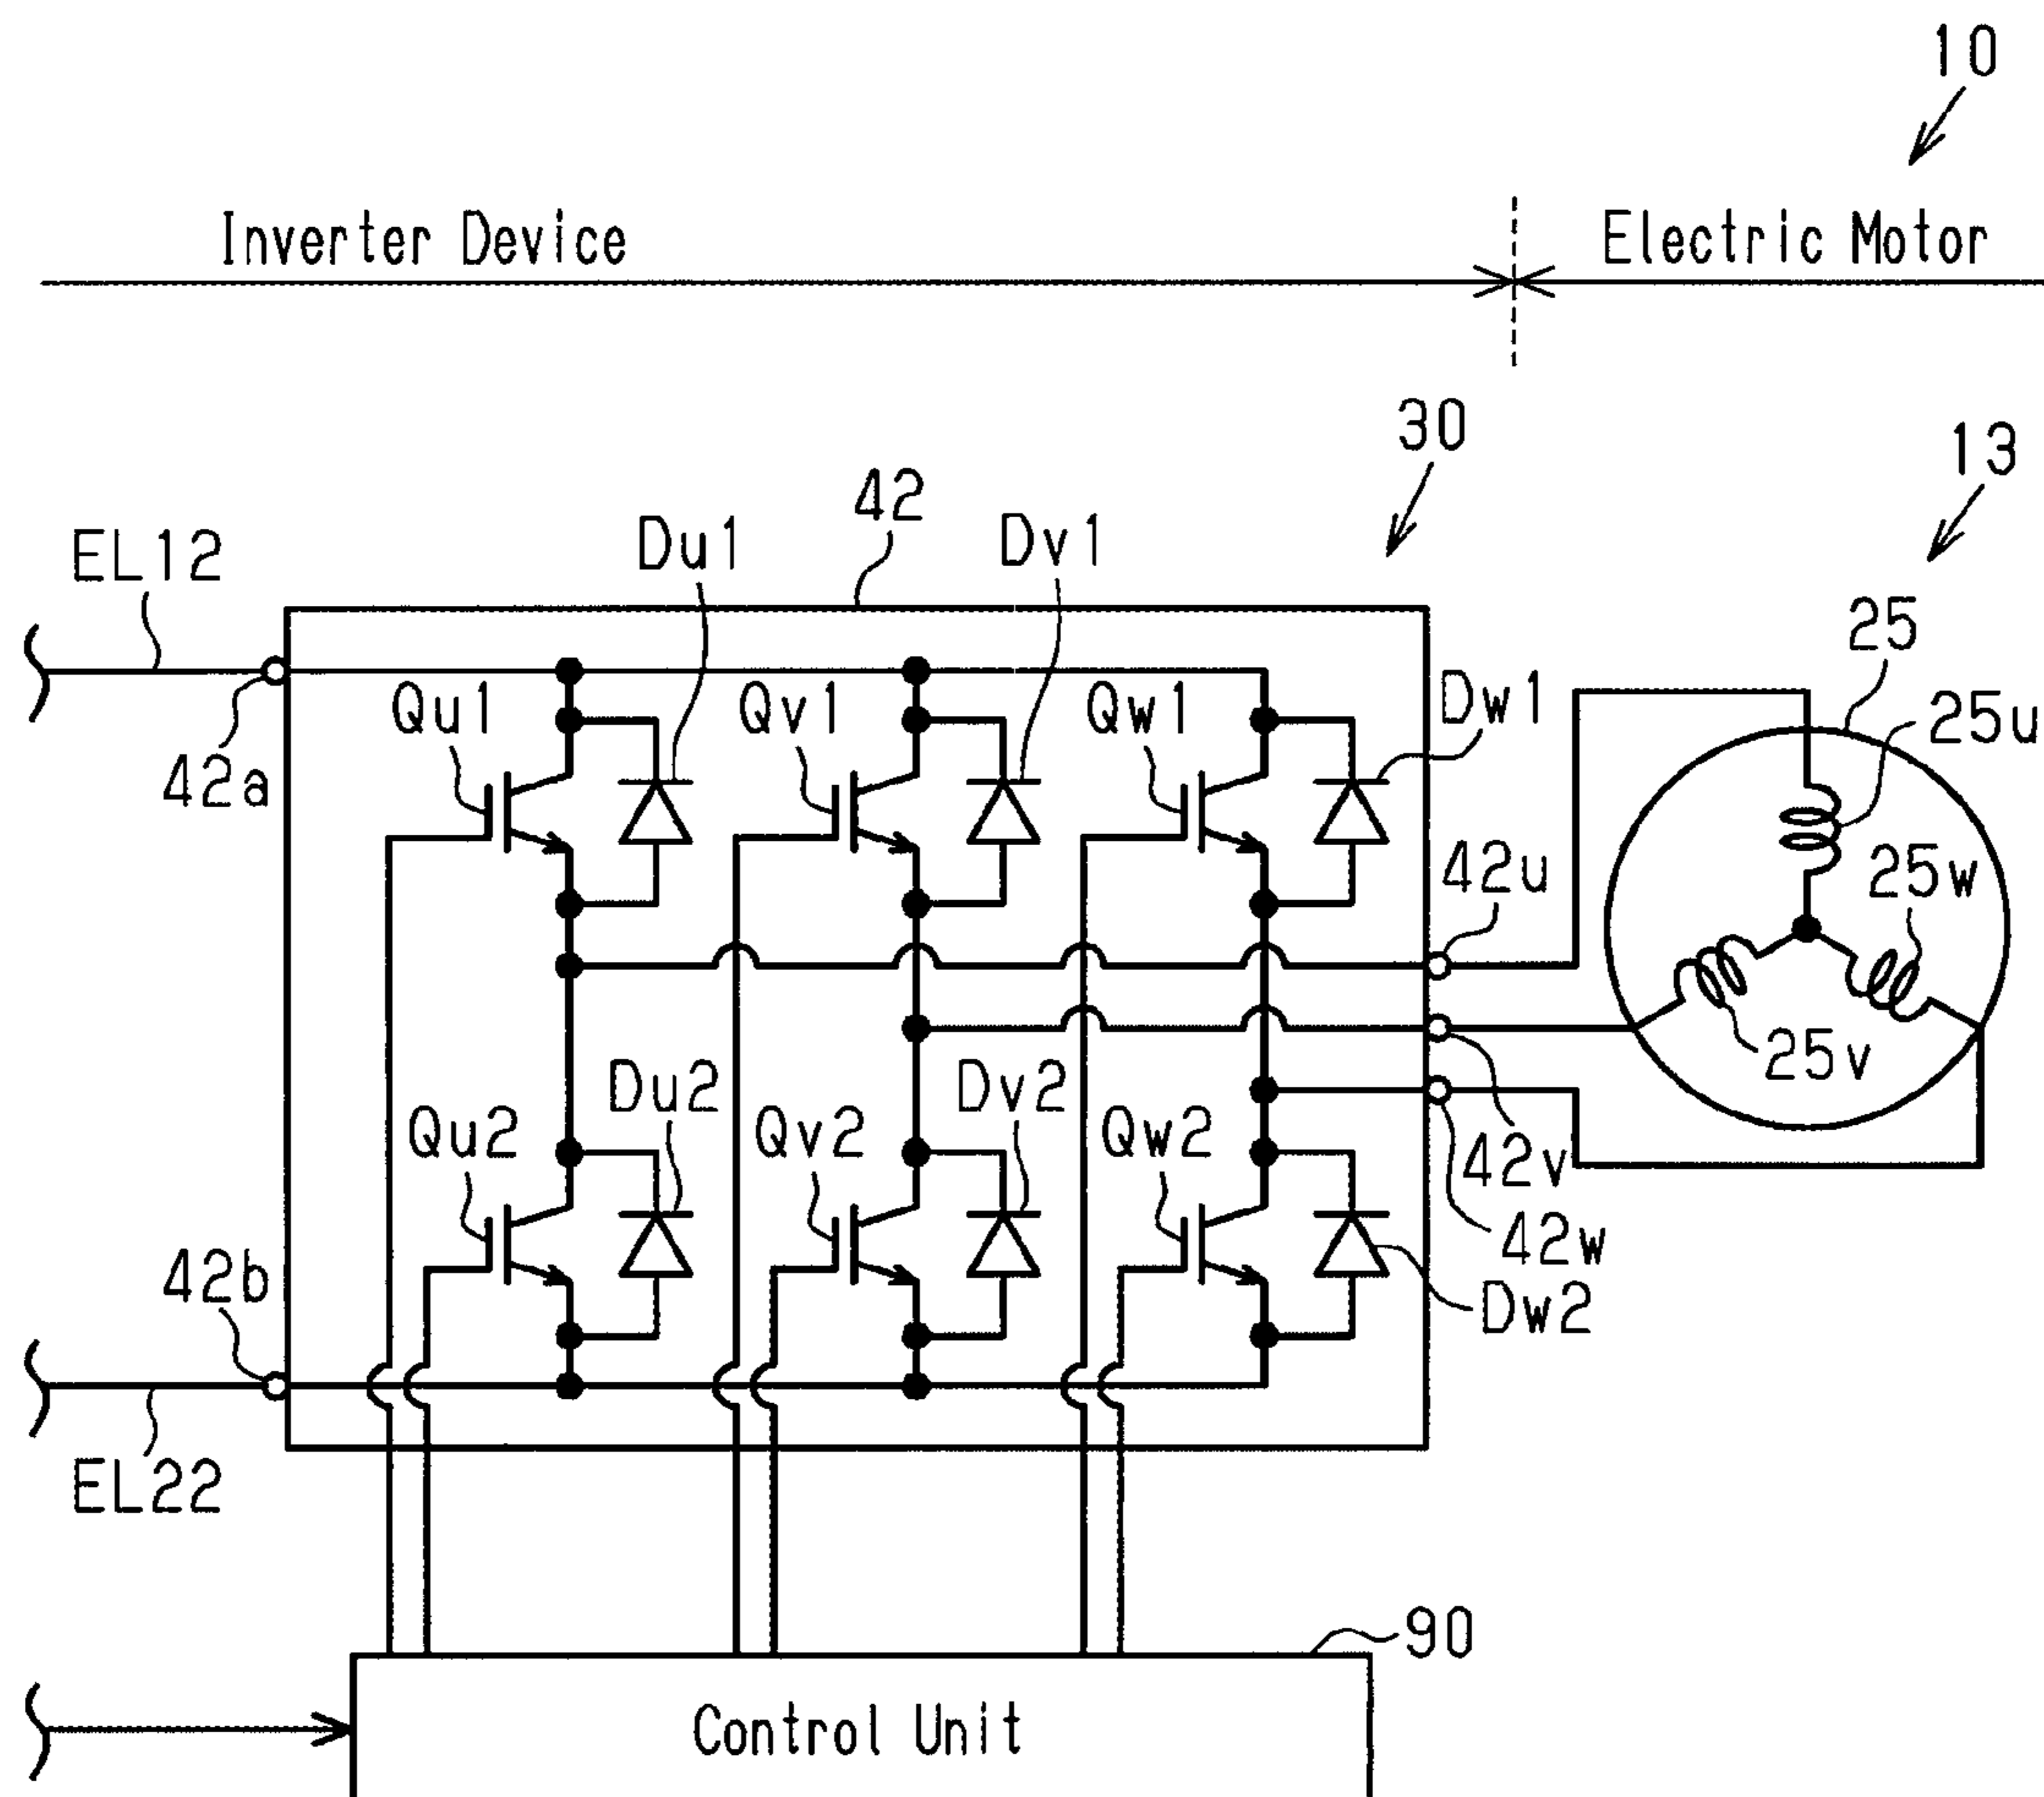 10
Inverter Device
Electric Motor
30
13
42
Du1
Dv1
EL12
25
Qu1
Qv1
Qw1
Dw1
25u
42a
42u
25w
25v
Du2
Dv2
Qu2
Qv2
Qw2
42v
42w
42b
Dw2
EL22
90
Control Unit